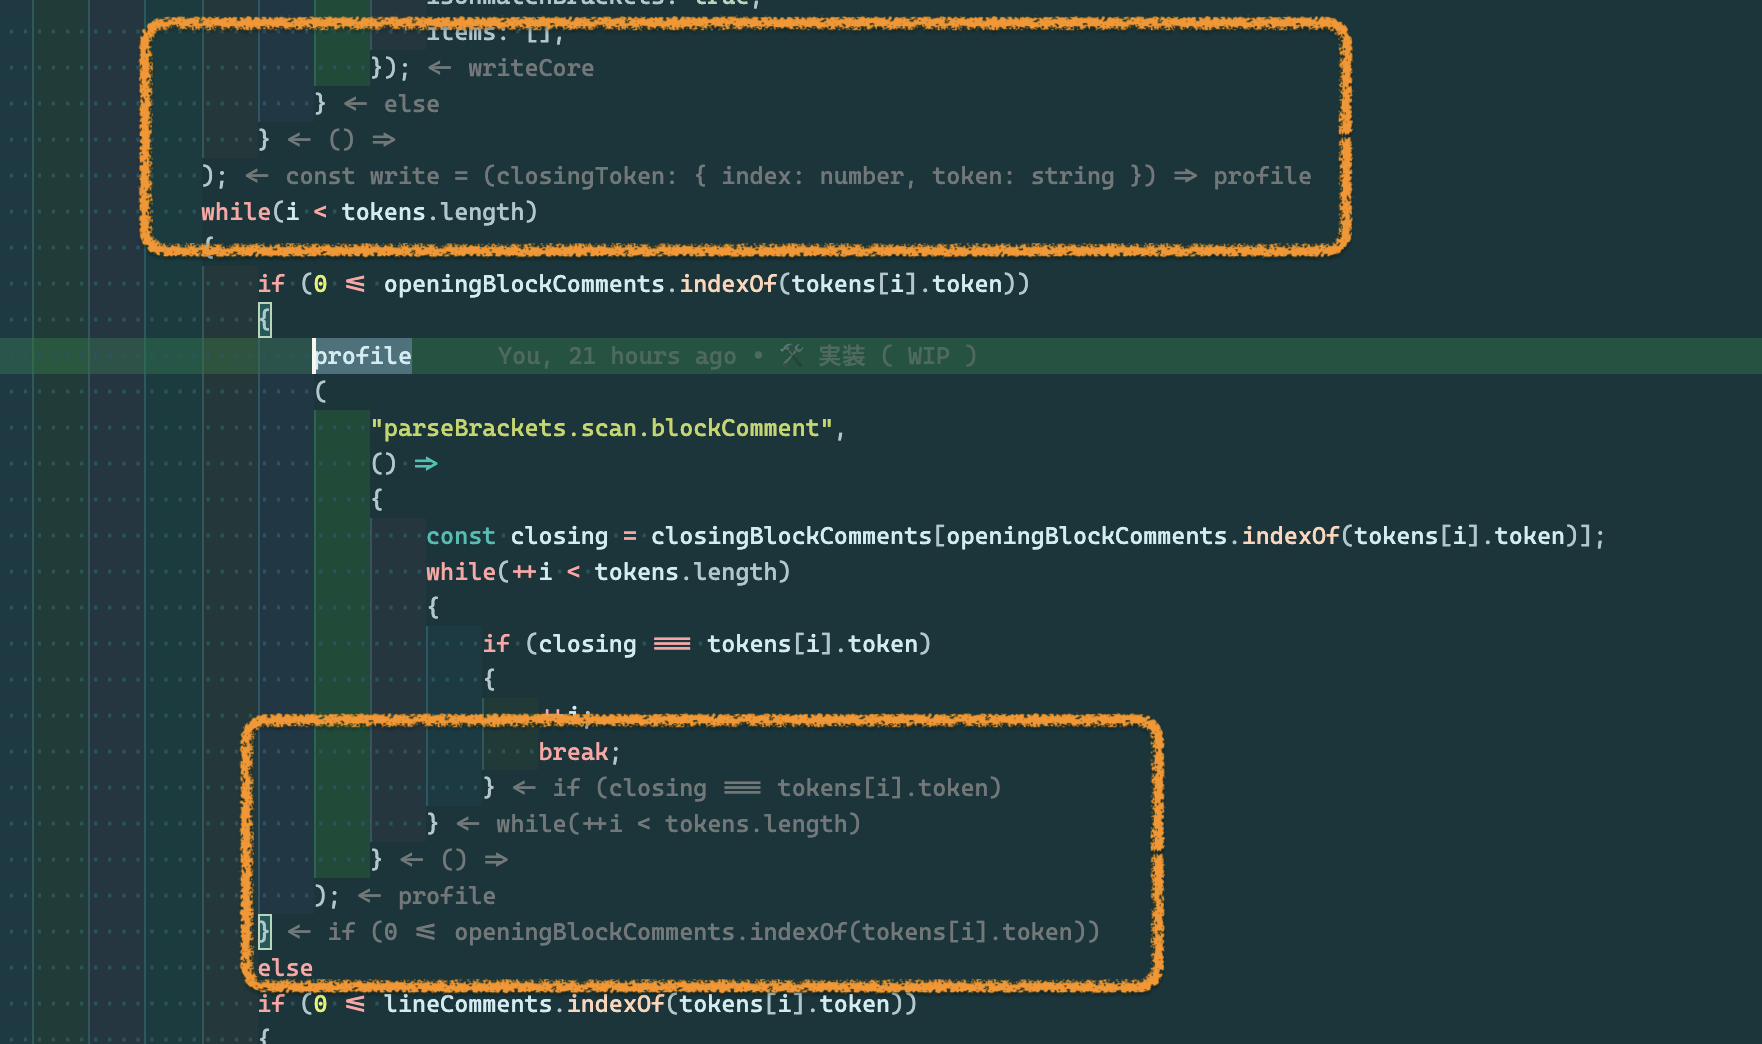 isUnmatchBrackets: true,
items: [],
}); <- writeCore
} <- else
} <- () =>
); <- const write = (closingToken: { index: number, token: string }) => profile
while(i < tokens.length)
{
if (0 <= openingBlockComments.indexOf(tokens[i].token))
{
profile You, 21 hours ago • 🛠 実装 ( WIP )
(
"parseBrackets.scan.blockComment",
() =>
{
const closing = closingBlockComments[openingBlockComments.indexOf(tokens[i].token)];
while(++i < tokens.length)
{
if (closing === tokens[i].token)
{
++i;
break;
} <- if (closing === tokens[i].token)
} <- while(++i < tokens.length)
} <- () =>
); <- profile
} <- if (0 <= openingBlockComments.indexOf(tokens[i].token))
else
if (0 <= lineComments.indexOf(tokens[i].token))
{